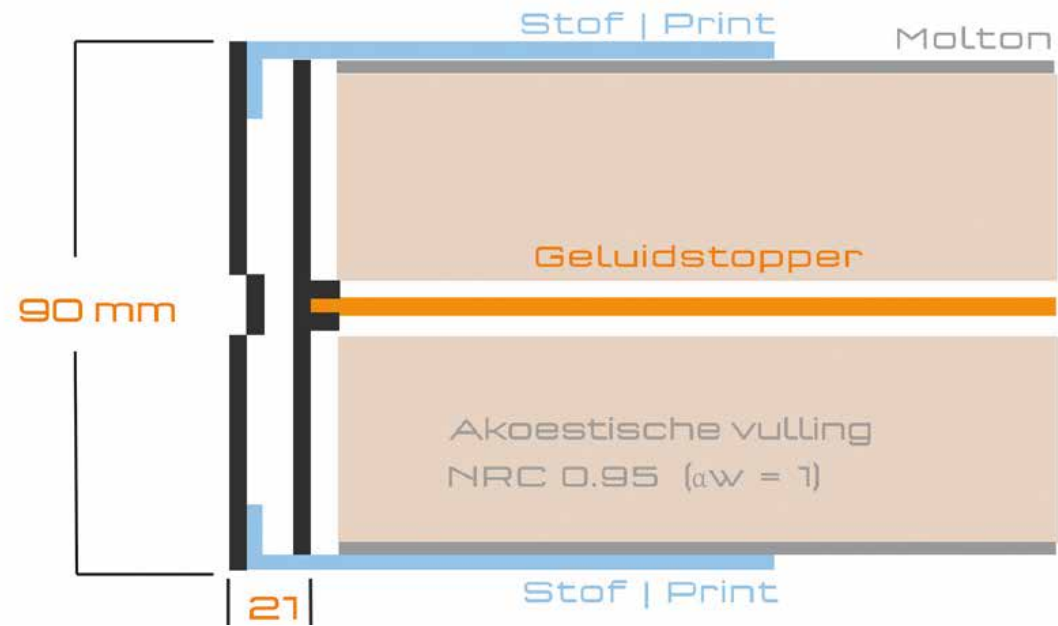 Stof | Print
Molton
Geluidstopper
90 mm
Akoestische vulling
NRC 0.95 (αw = 1)
Stof | Print
21